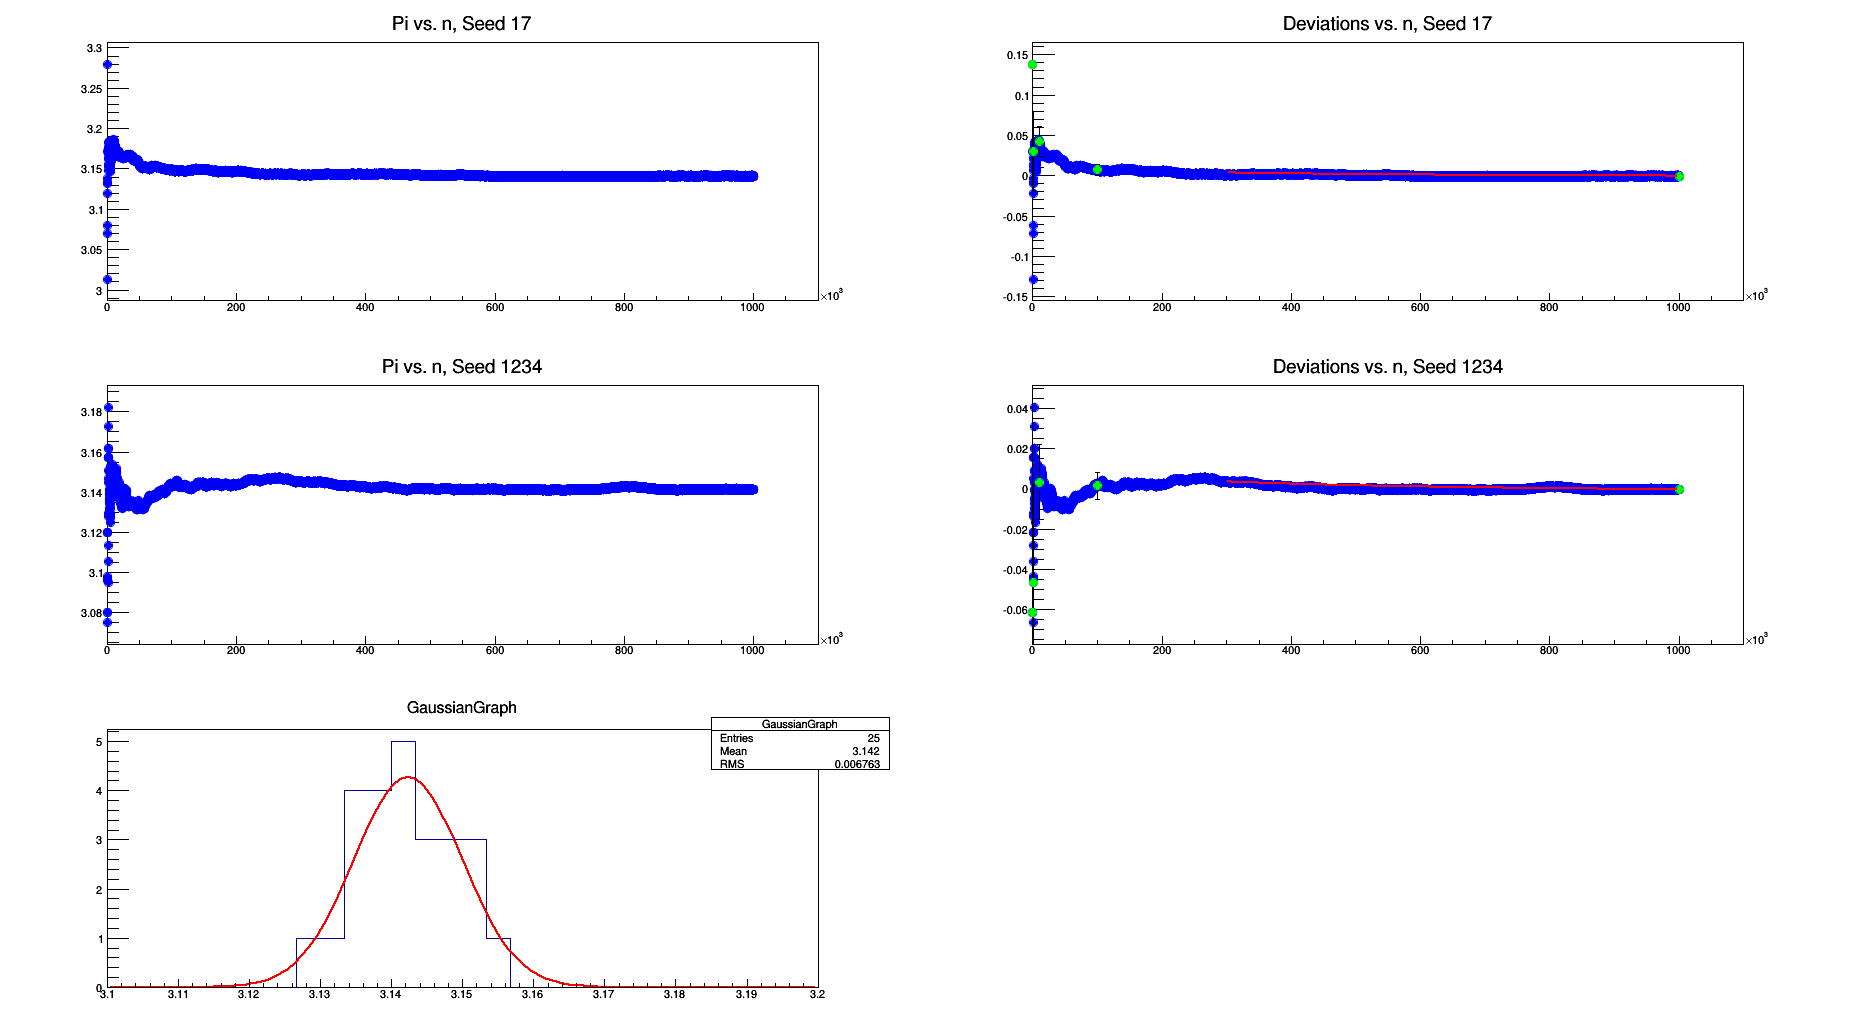 Pi vs. n, Seed 17
3.3
3.25
3.2
3.15
3.1
3.05
3
0 200 400 600 800 1000
×10³
Deviations vs. n, Seed 17
0.15
0.1
0.05
0
-0.05
-0.1
-0.15
0 200 400 600 800 1000
×10³
Pi vs. n, Seed 1234
3.18
3.16
3.14
3.12
3.1
3.08
0 200 400 600 800 1000
×10³
Deviations vs. n, Seed 1234
0.04
0.02
0
-0.02
-0.04
-0.06
0 200 400 600 800 1000
×10³
GaussianGraph
GaussianGraph
Entries 25
Mean 3.142
RMS 0.006763
5
4
3
2
1
0
3.1 3.11 3.12 3.13 3.14 3.15 3.16 3.17 3.18 3.19 3.2